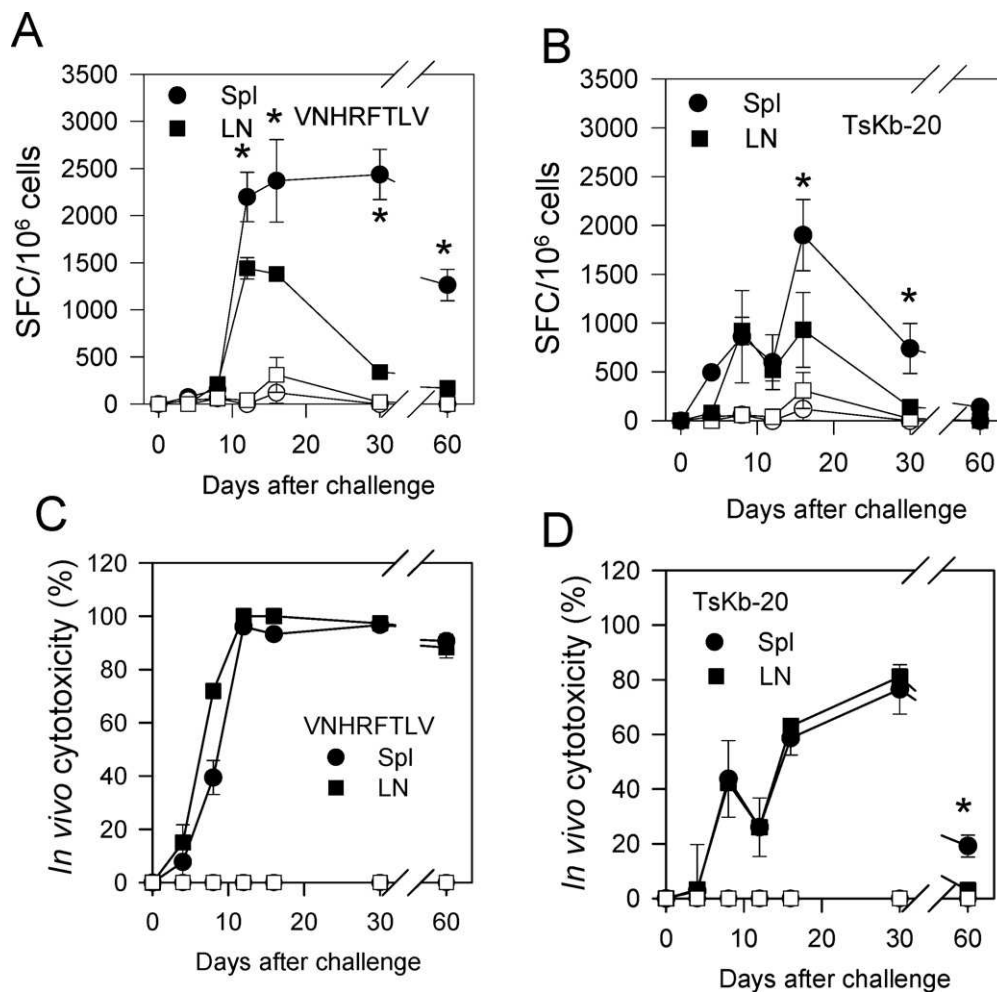 A
3500
3000
2500
2000
1500
1000
500
0
SFC/10⁶ cells
Spl
LN
VNHRFTLV
*
*
*
*
0 10 20 30 60
Days after challenge
B
3500
3000
2500
2000
1500
1000
500
0
SFC/10⁶ cells
Spl
LN
TsKb-20
*
*
0 10 20 30 60
Days after challenge
C
120
100
80
60
40
20
0
In vivo cytotoxicity (%)
VNHRFTLV
Spl
LN
0 10 20 30 60
Days after challenge
D
120
100
80
60
40
20
0
In vivo cytotoxicity (%)
TsKb-20
Spl
LN
*
0 10 20 30 60
Days after challenge